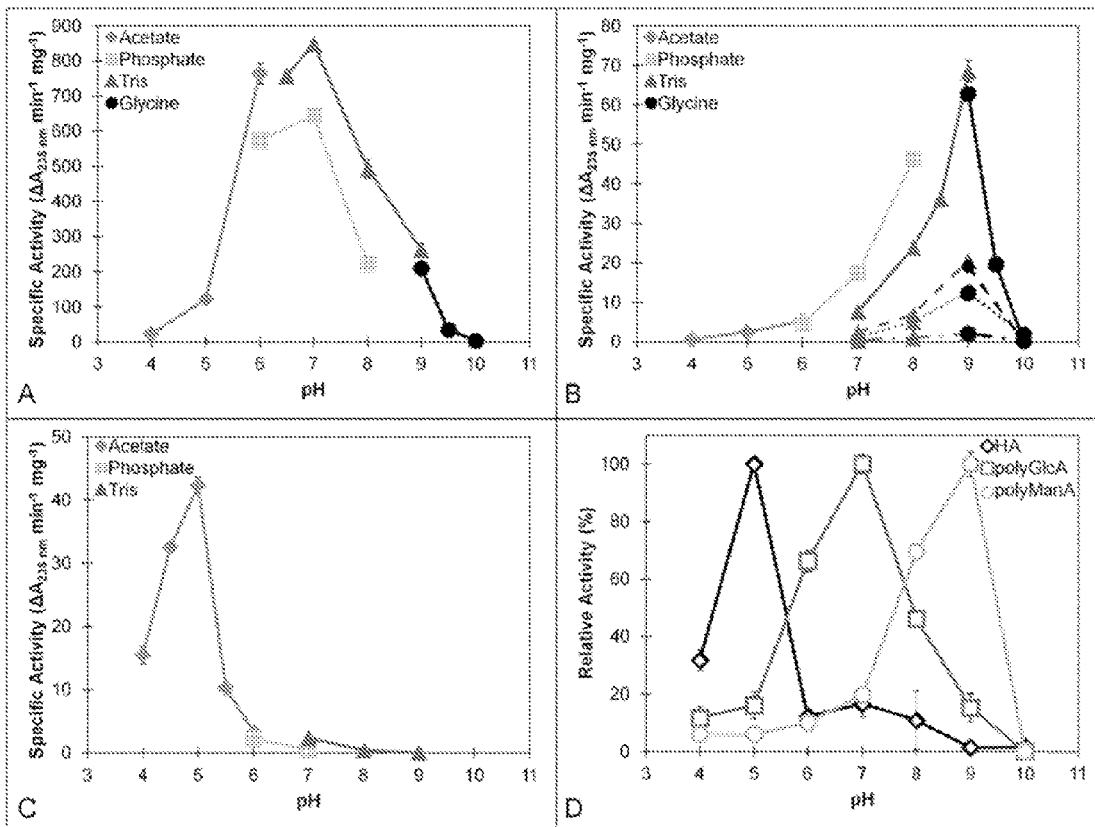 Specific Activity (ΔA₂₃₅ nm min⁻¹ mg⁻¹)
900
800
700
600
500
400
300
200
100
0
Acetate
Phosphate
Tris
Glycine
3 4 5 6 7 8 9 10 11
pH
A
Specific Activity (ΔA₂₃₅ nm min⁻¹ mg⁻¹)
80
70
60
50
40
30
20
10
0
Acetate
Phosphate
Tris
Glycine
3 4 5 6 7 8 9 10 11
pH
B
Specific Activity (ΔA₂₃₅ nm min⁻¹ mg⁻¹)
50
40
30
20
10
0
Acetate
Phosphate
Tris
3 4 5 6 7 8 9 10 11
pH
C
Relative Activity (%)
100
80
60
40
20
0
HA
polyGlcA
polyManA
3 4 5 6 7 8 9 10 11
pH
D